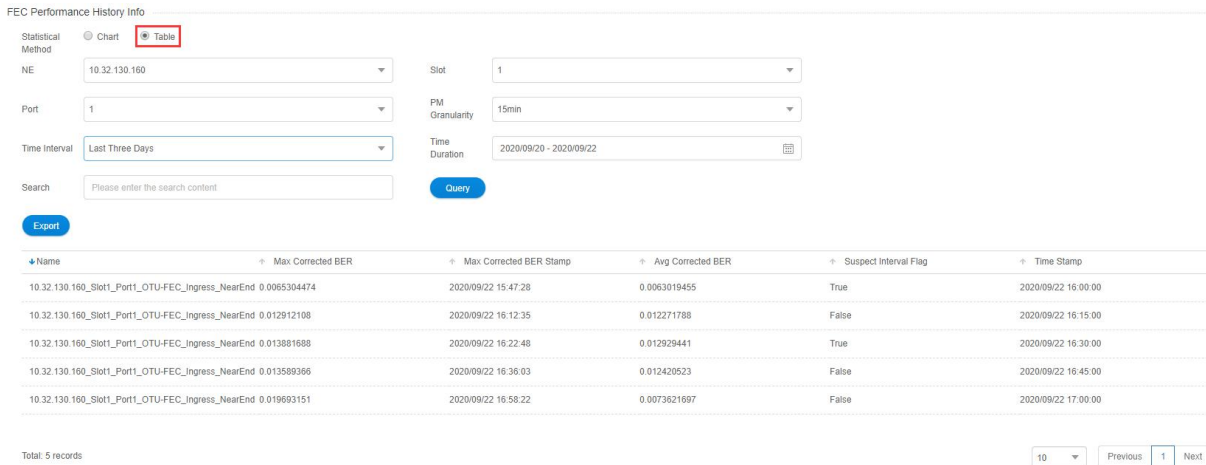 FEC Performance History Info
Statistical Method Chart Table
NE 10.32.130.160 Slot 1
Port 1 PM Granularity 15min
Time Interval Last Three Days Time Duration 2020/09/20 - 2020/09/22
Search Please enter the search content Query
Export
Name Max Corrected BER Max Corrected BER Stamp Avg Corrected BER Suspect Interval Flag Time Stamp
10.32.130.160_Slot1_Port1_OTU-FEC_Ingress_NearEnd 0.0065304474 2020/09/22 15:47:28 0.0063019455 True 2020/09/22 16:00:00
10.32.130.160_Slot1_Port1_OTU-FEC_Ingress_NearEnd 0.012912108 2020/09/22 16:12:35 0.012271788 False 2020/09/22 16:15:00
10.32.130.160_Slot1_Port1_OTU-FEC_Ingress_NearEnd 0.013881688 2020/09/22 16:22:48 0.012929441 True 2020/09/22 16:30:00
10.32.130.160_Slot1_Port1_OTU-FEC_Ingress_NearEnd 0.013589366 2020/09/22 16:36:03 0.012420523 False 2020/09/22 16:45:00
10.32.130.160_Slot1_Port1_OTU-FEC_Ingress_NearEnd 0.019693151 2020/09/22 16:58:22 0.0073621697 False 2020/09/22 17:00:00
Total: 5 records 10 Previous 1 Next